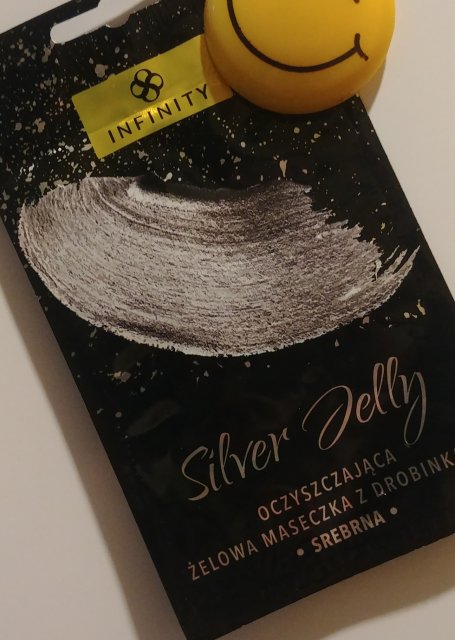 INFINITY
Silver Jelly
OCZYSZCZAJĄCA
ŻELOWA MASECZKA Z DROBINK
• SREBRNA •